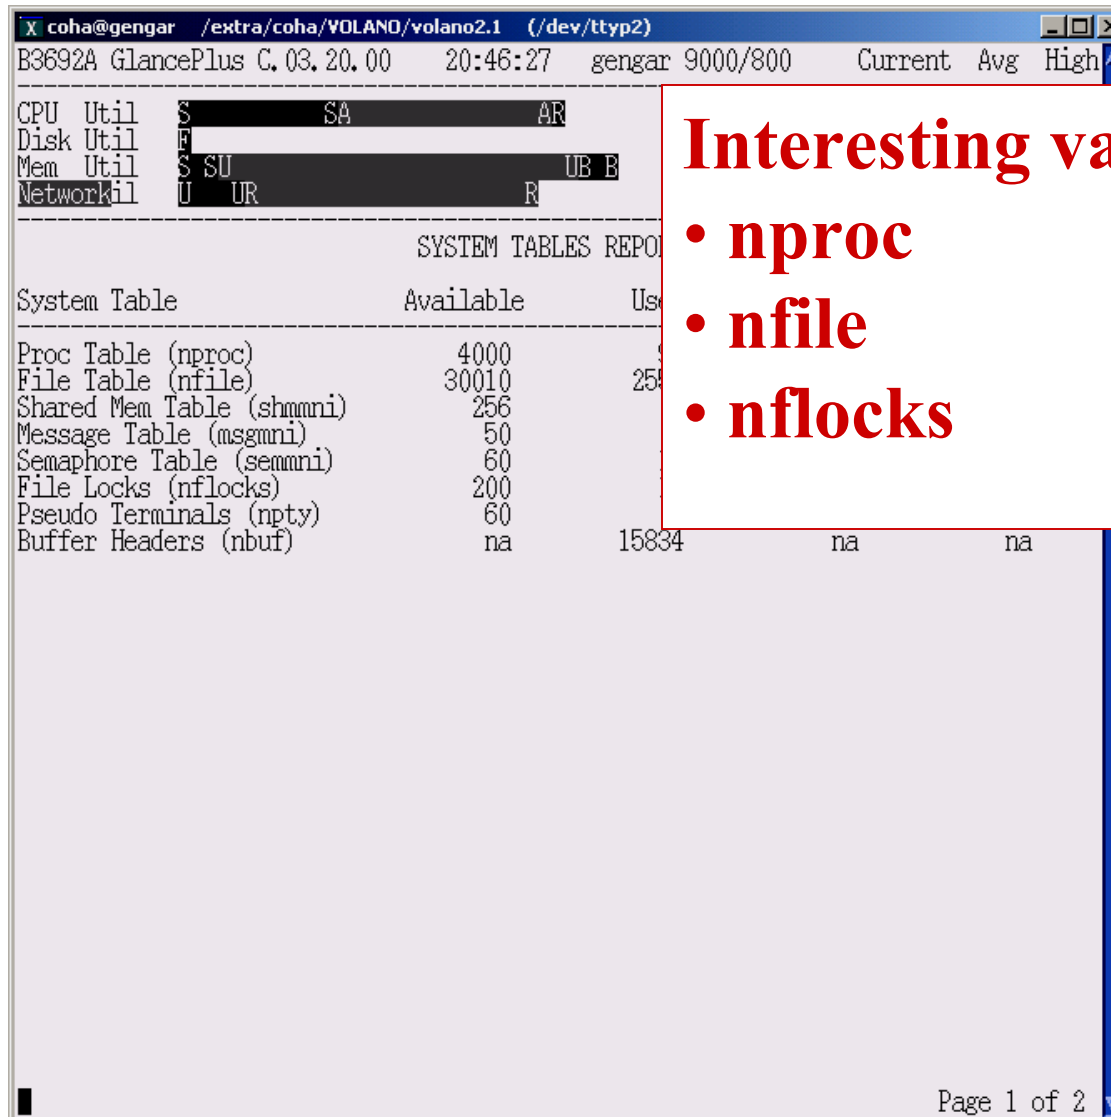 X coha@gengar /extra/coha/VOLANO/volano2.1 (/dev/ttyp2)
B3692A GlancePlus C.03.20.00 20:46:27 gengar 9000/800 Current Avg High
CPU Util S SA AR
Disk Util F
Mem Util S SU UB B
Networkil U UR R
Interesting va
• nproc
• nfile
• nflocks
SYSTEM TABLES REPO
System Table Available Use
Proc Table (nproc) 4000
File Table (nfile) 30010 255
Shared Mem Table (shmmni) 256
Message Table (msgmni) 50
Semaphore Table (semmni) 60
File Locks (nflocks) 200
Pseudo Terminals (npty) 60
Buffer Headers (nbuf) na 15834 na na
Page 1 of 2